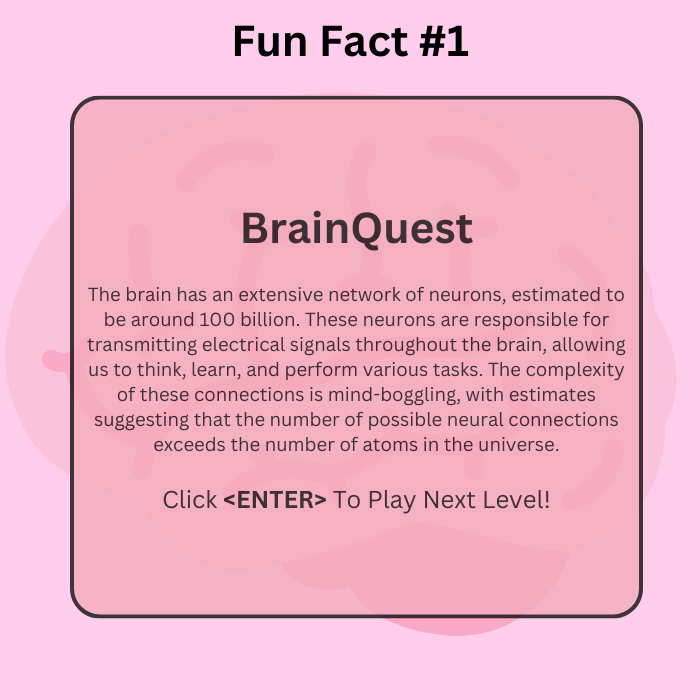 Fun Fact #1
BrainQuest
The brain has an extensive network of neurons, estimated to
be around 100 billion. These neurons are responsible for
transmitting electrical signals throughout the brain, allowing
us to think, learn, and perform various tasks. The complexity
of these connections is mind-boggling, with estimates
suggesting that the number of possible neural connections
exceeds the number of atoms in the universe.
Click <ENTER> To Play Next Level!